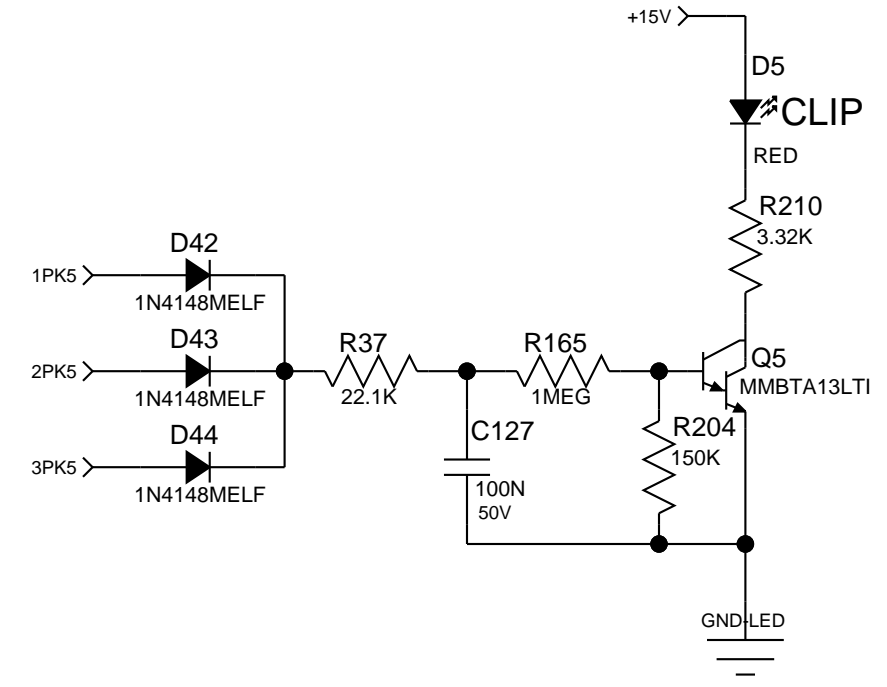 +15V
D5
CLIP
RED
R210
3.32K
D42
1PK5
1N4148MELF
D43
2PK5
1N4148MELF
D44
3PK5
1N4148MELF
R37
22.1K
R165
1MEG
C127
100N
50V
Q5
MMBTA13LTI
R204
150K
GND-LED